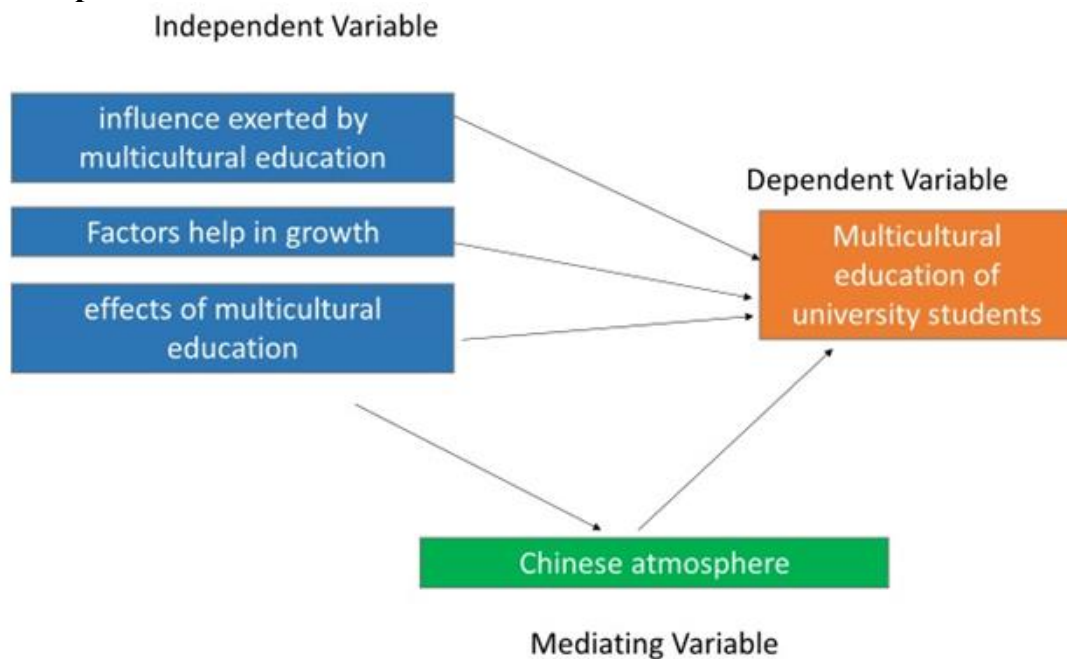 Independent Variable
influence exerted by
multicultural education
Factors help in growth
effects of multicultural
education
Dependent Variable
Multicultural
education of
university students
Chinese atmosphere
Mediating Variable